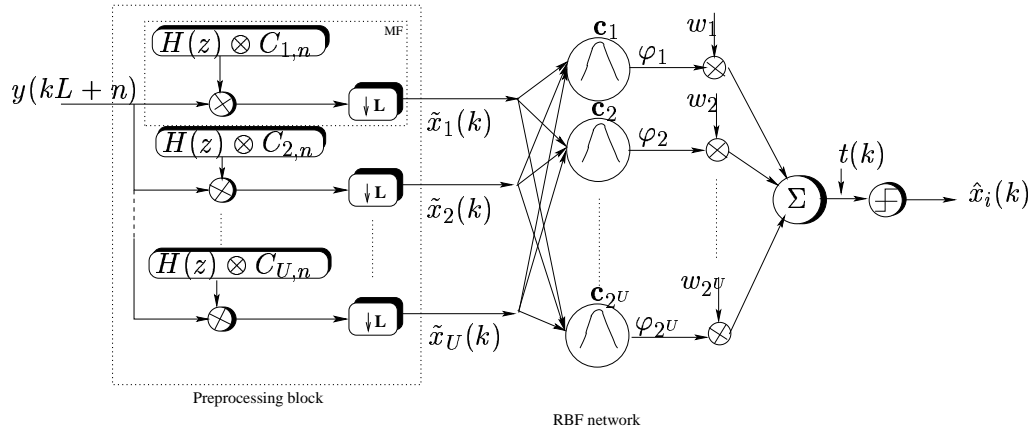 MF
H(z) ⊗ C_{1,n}
y(kL + n)
↓ L
x̃_1(k)
H(z) ⊗ C_{2,n}
↓ L
x̃_2(k)
H(z) ⊗ C_{U,n}
↓ L
x̃_U(k)
Preprocessing block
c_1
φ_1
w_1
c_2
φ_2
w_2
c_{2^U}
φ_{2^U}
w_{2^U}
Σ
t(k)
x̂_i(k)
RBF network